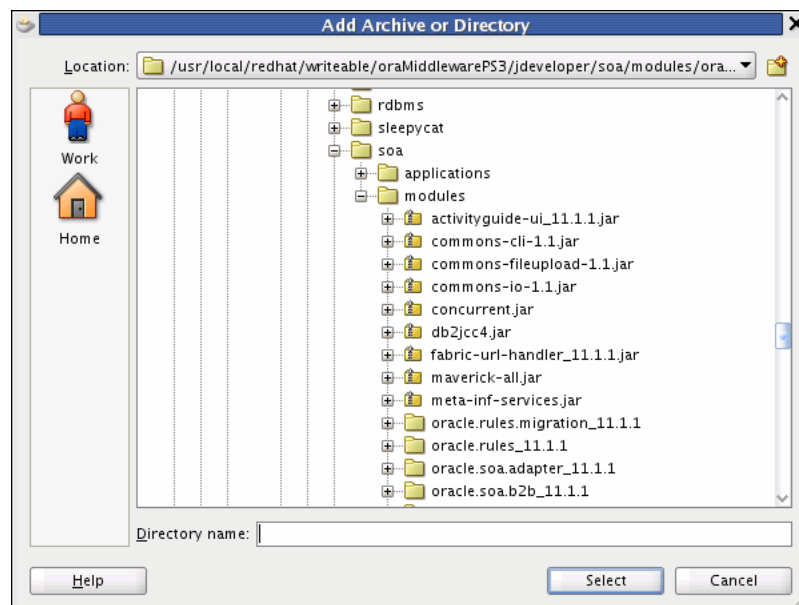 Add Archive or Directory
Location: /usr/local/redhat/writeable/oraMiddlewarePS3/jdeveloper/soa/modules/ora...
Work
Home
rdbms
sleepycat
soa
applications
modules
activityguide-ui_11.1.1.jar
commons-cli-1.1.jar
commons-fileupload-1.1.jar
commons-io-1.1.jar
concurrent.jar
db2jcc4.jar
fabric-url-handler_11.1.1.jar
maverick-all.jar
meta-inf-services.jar
oracle.rules.migration_11.1.1
oracle.rules_11.1.1
oracle.soa.adapter_11.1.1
oracle.soa.b2b_11.1.1
Directory name:
Help Select Cancel